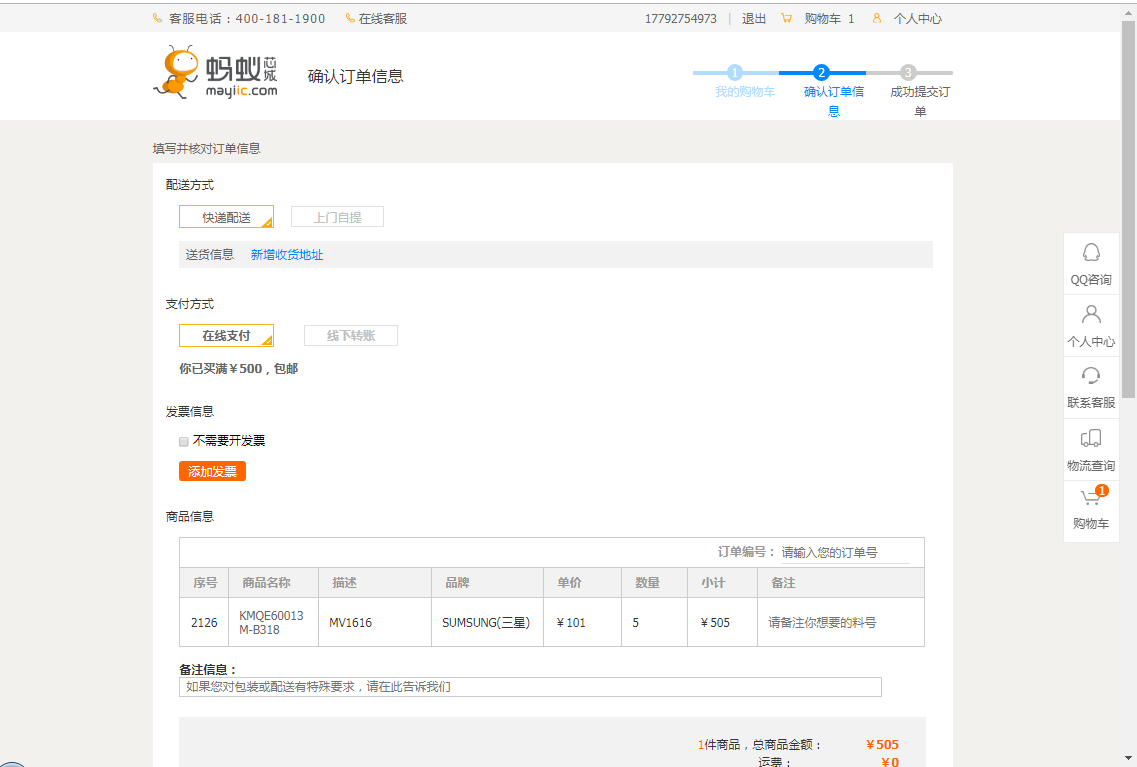 客服电话：400-181-1900 在线客服 17792754973 | 退出 购物车 1 个人中心
蚂蚁芯城
mayiic.com
确认订单信息
1 2 3
我的购物车 确认订单信息 成功提交订单
填写并核对订单信息
配送方式
快递配送 上门自提
送货信息 新增收货地址
支付方式
在线支付 线下转账
你已买满￥500，包邮
发票信息
不需要开发票
添加发票
商品信息
订单编号： 请输入您的订单号
序号 商品名称 描述 品牌 单价 数量 小计 备注
2126 KMQE60013M-B318 MV1616 SUMSUNG(三星) ￥101 5 ￥505 请备注你想要的料号
备注信息：
如果您对包装或配送有特殊要求，请在此告诉我们
1件商品，总商品金额： ￥505
运费： ￥0
QQ咨询
个人中心
联系客服
物流查询
1
购物车